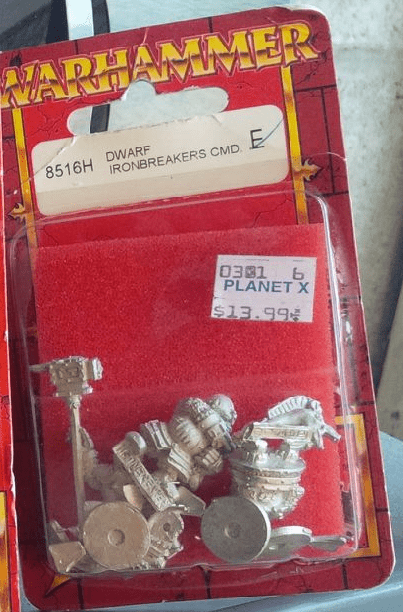 WARHAMMER
8516H DWARF E
IRONBREAKERS CMD.
0301 6
PLANET X
$13.99